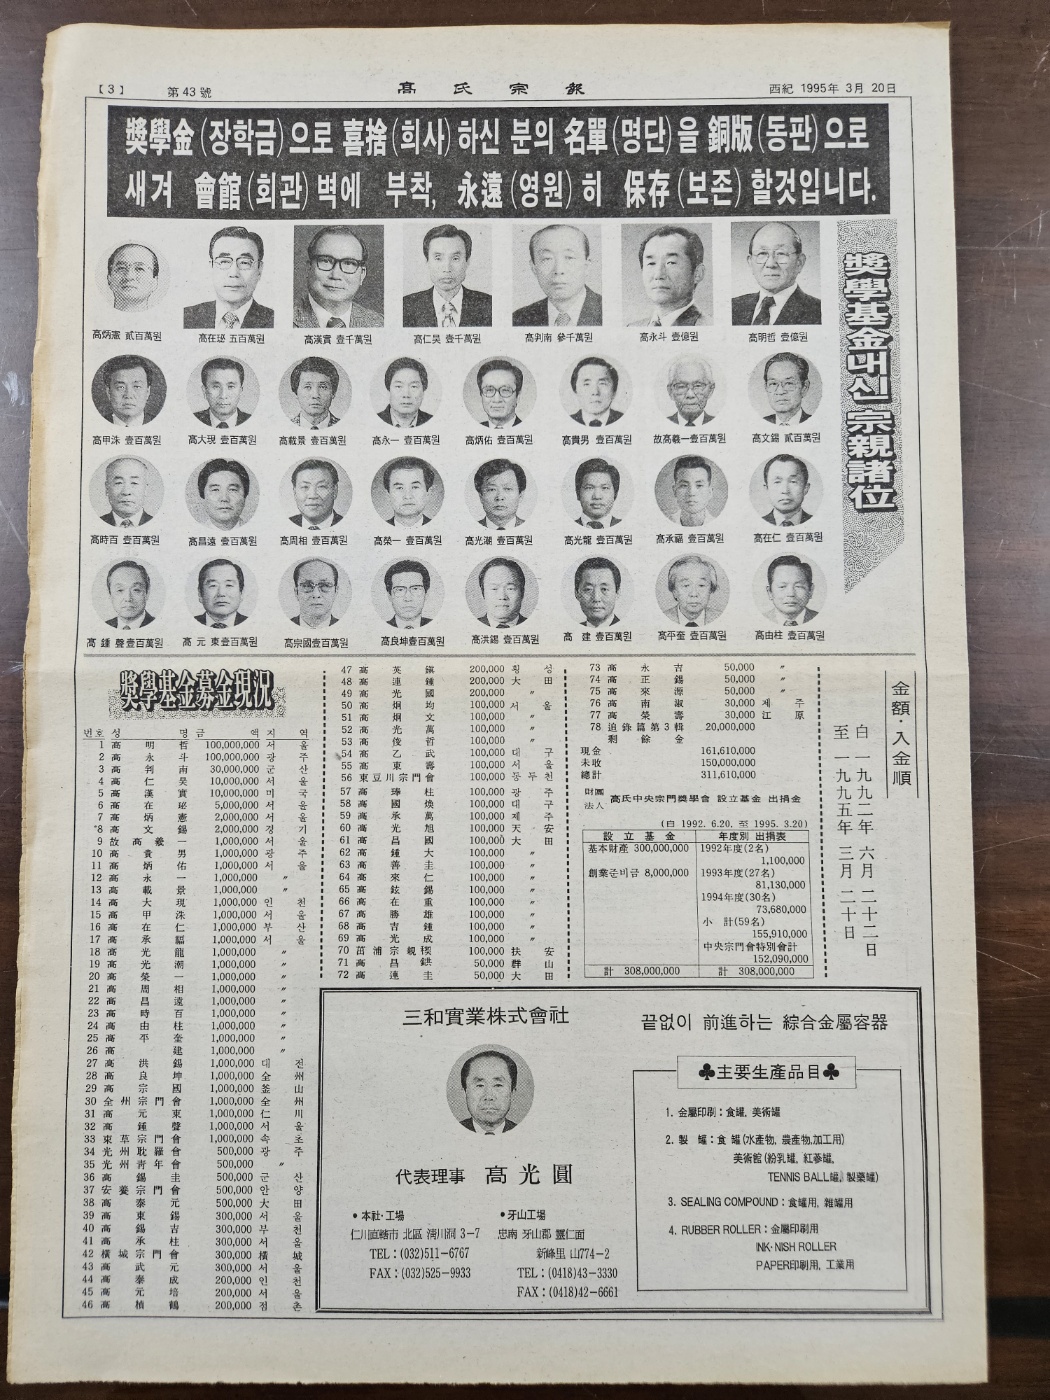 【3】 第43號 髙氏宗報 西紀 1995年 3月 20日
奬學金(장학금)으로 喜捨(희사)하신 분의 名單(명단)을 銅版(동판)으로
새겨 會館(회관)벽에 부착, 永遠(영원)히 保存(보존)할것입니다.
奬學基金내신 宗親諸位
高炳憲 貳百萬원 高在珌 五百萬원 高漢實 壹千萬원 高仁昊 壹千萬원 高判南 參千萬원 高永斗 壹億원 高明哲 壹億원
高甲洙 壹百萬원 高大現 壹百萬원 高載景 壹百萬원 高永一 壹百萬원 高炳佑 壹百萬원 高貴男 壹百萬원 故高羲一壹百萬원 高文錫 貳百萬원
高時百 壹百萬원 高昌遠 壹百萬원 高周相 壹百萬원 高榮一 壹百萬원 高光潮 壹百萬원 高光龍 壹百萬원 高承福 壹百萬원 高在仁 壹百萬원
高鍾聲壹百萬원 高元東壹百萬원 高宗國壹百萬원 高良坤壹百萬원 高洪錫 壹百萬원 高建 壹百萬원 高平奎 壹百萬원 高由柱 壹百萬원
奬學基金募金現況
번호 성 명 금 액 지 역
1 高 明 哲 100,000,000 서 울
2 高 永 斗 100,000,000 광 주
3 高 判 南 30,000,000 군 산
4 高 仁 昊 10,000,000 서 울
5 高 漢 實 10,000,000 미 국
6 高 在 珌 5,000,000 서 울
7 高 炳 憲 2,000,000 서 울
8 高 文 錫 2,000,000 경 기
9 故 高 羲 一 1,000,000 서 울
10 高 貴 男 1,000,000 광 주
11 高 炳 佑 1,000,000 서 울
12 高 永 一 1,000,000 〃
13 高 載 景 1,000,000 〃
14 高 大 現 1,000,000 인 천
15 高 甲 洙 1,000,000 서 울
16 高 在 仁 1,000,000 부 산
17 高 承 福 1,000,000 서 울
18 高 光 龍 1,000,000 〃
19 高 光 潮 1,000,000 〃
20 高 榮 一 1,000,000 〃
21 高 周 相 1,000,000 〃
22 高 昌 遠 1,000,000 〃
23 高 時 百 1,000,000 〃
24 高 由 柱 1,000,000 〃
25 高 平 奎 1,000,000 〃
26 高 建 1,000,000 〃
27 高 洪 錫 1,000,000 대 전
28 高 良 坤 1,000,000 全 州
29 高 宗 國 1,000,000 釜 山
30 全州宗門會 1,000,000 全 州
31 高 元 東 1,000,000 仁 川
32 高 鍾 聲 1,000,000 서 울
33 東草宗門會 1,000,000 속 초
34 光州耽羅會 500,000 광 주
35 光州靑年會 500,000 〃
36 高 錫 吉 500,000 군 산
37 安養宗門會 500,000 안 양
38 高 泰 元 500,000 大 田
39 高 東 錫 300,000 서 울
40 高 錫 吉 300,000 부 천
41 高 承 柱 300,000 서 울
42 橫城宗門會 300,000 橫 城
43 高 武 元 300,000 서 울
44 高 泰 成 200,000 인 천
45 高 元 培 200,000 서 울
46 高 楨 鶴 200,000 점 촌
47 高 英 鎭 200,000 횡 성
48 高 連 鍾 200,000 大 田
49 高 光 國 200,000 〃
50 高 炯 均 100,000 서 울
51 高 炯 文 100,000 〃
52 高 光 萬 100,000 〃
53 高 俊 哲 100,000 〃
54 高 乙 武 100,000 대 구
55 高 東 壽 100,000 서 울
56 東豆川宗門會 100,000 동두천
57 高 琫 柱 100,000 광 주
58 高 國 煥 100,000 대 구
59 高 承 萬 100,000 제 주
60 高 光 旭 100,000 天 安
61 高 昌 國 100,000 大 田
62 高 鍾 大 100,000 〃
63 高 善 圭 100,000 〃
64 高 來 仁 100,000 〃
65 高 鉉 錫 100,000 〃
66 高 在 重 100,000 〃
67 高 勝 雄 100,000 〃
68 高 吉 鍾 100,000 〃
69 高 光 成 100,000 〃
70 茁浦宗親稧 100,000 扶 安
71 高 昌 鉷 50,000 群 山
72 高 連 圭 50,000 大 田
73 高 永 吉 50,000 〃
74 高 正 錫 50,000 〃
75 高 來 源 50,000 〃
76 高 南 淑 30,000 제 주
77 高 榮 壽 30,000 江 原
78 追錄篇第3輯 20,000,000
剩 餘 金
現金 161,610,000
未收 150,000,000
總計 311,610,000
財團法人 高氏中央宗門奬學會 設立基金 出捐金
(自 1992. 6.20. 至 1995. 3.20)
設 立 基 金 年度別 出捐表
基本財產 300,000,000 1992年度(2名)
1,100,000
創業준비금 8,000,000 1993年度(27名)
81,130,000
1994年度(30名)
73,680,000
小 計(59名)
155,910,000
中央宗門會特別會計
152,090,000
計 308,000,000 計 308,000,000
金額·入金順
自 一九九二年 六月 二十二日
至 一九九五年 三月 二十日
三和實業株式會社
代表理事 高光圓
• 本社·工場
仁川直轄市 北區 淸川洞 3-7
TEL : (032)511-6767
FAX : (032)525-9933
• 牙山工場
忠南 牙山郡 靈仁面
新峰里 山774-2
TEL : (0418)43-3330
FAX : (0418)42-6661
끝없이 前進하는 綜合金屬容器
♣主要生產品目♣
1. 金屬印刷 : 食罐, 美術罐
2. 製 罐 : 食 罐(水產物, 農產物,加工用)
美術館(粉乳罐, 紅蔘罐,
TENNIS BALL罐, 製藥罐)
3. SEALING COMPOUND : 食罐用, 雜罐用
4. RUBBER ROLLER : 金屬印刷用
INK·NISH ROLLER
PAPER印刷用, 工業用